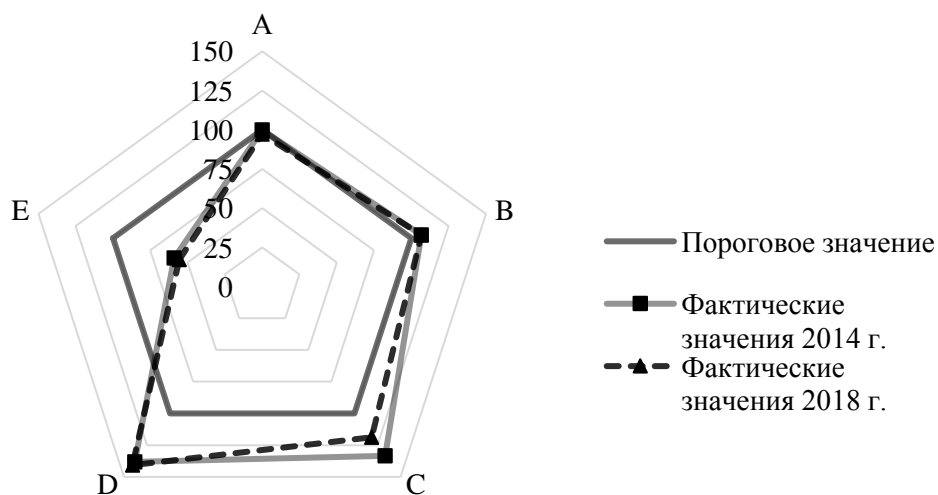 A
150
125
100
75
50
25
0
E
B
D
C
Пороговое значение
Фактические
значения 2014 г.
Фактические
значения 2018 г.